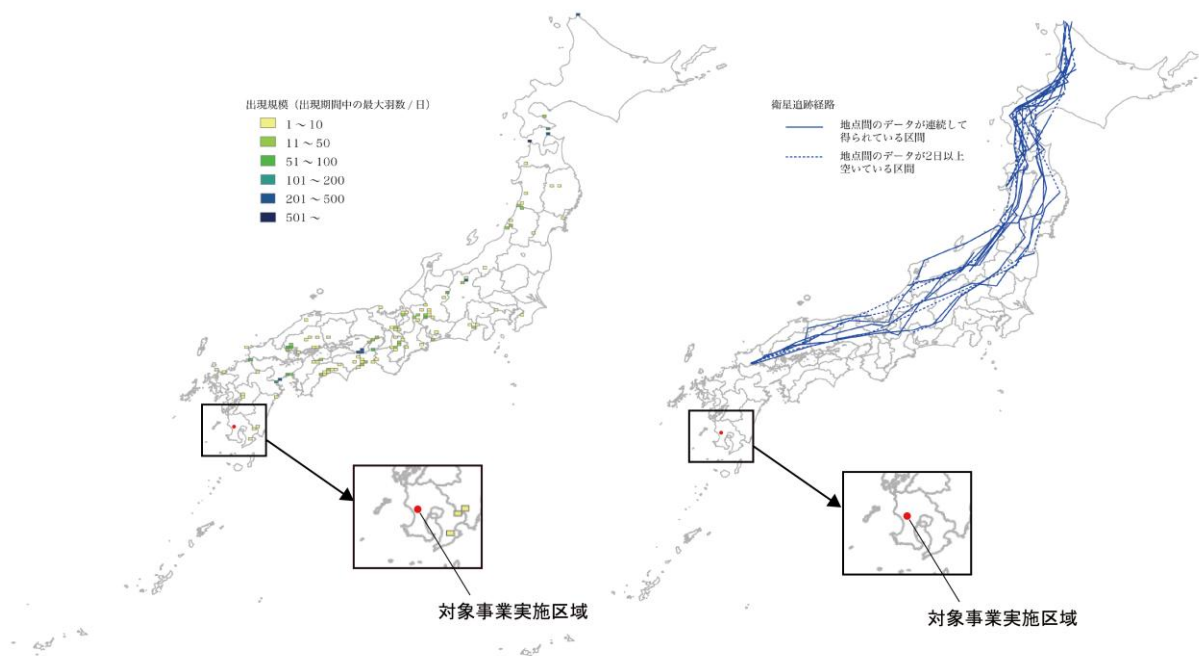 出現規模（出現期間中の最大羽数 / 日）
1～10
11～50
51～100
101～200
201～500
501～
対象事業実施区域
衛星追跡経路
地点間のデータが連続して
得られている区間
地点間のデータが2日以上
空いている区間
対象事業実施区域